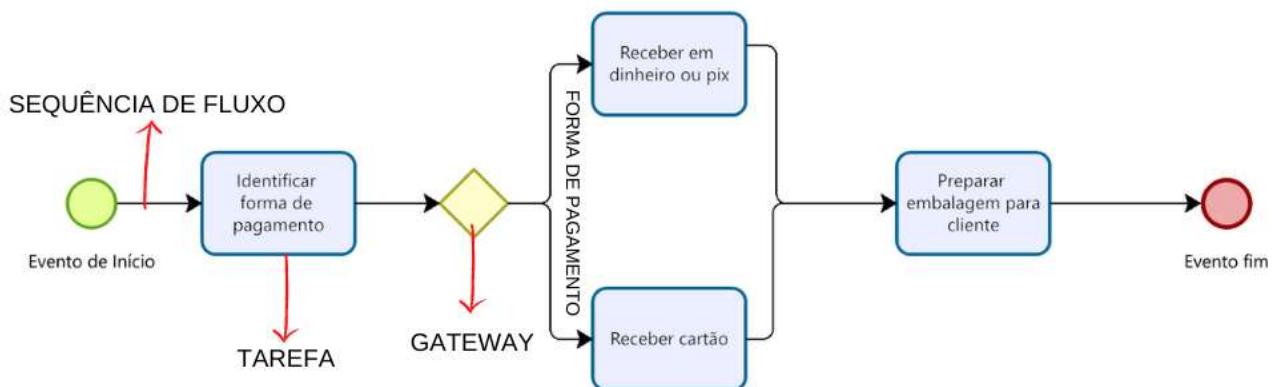 SEQUÊNCIA DE FLUXO
Evento de Início
Identificar
forma de
pagamento
TAREFA
GATEWAY
FORMA DE PAGAMENTO
Receber em
dinheiro ou pix
Receber cartão
Preparar
embalagem para
cliente
Evento fim